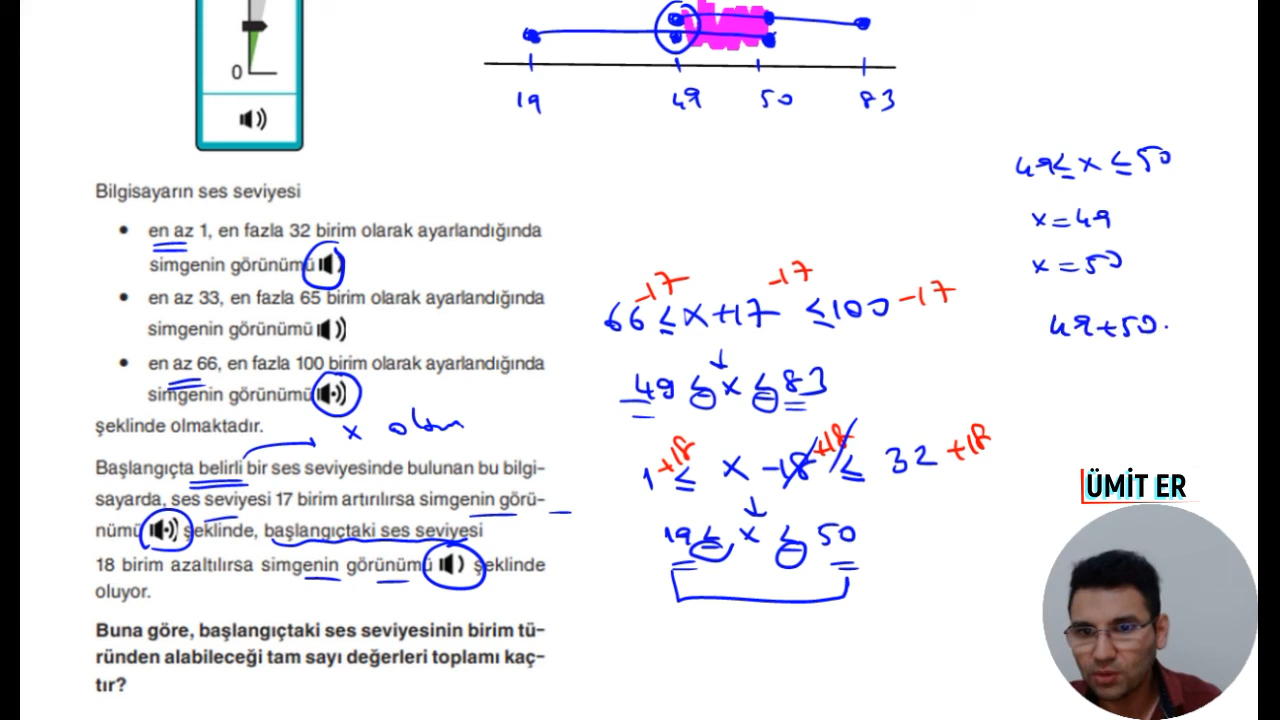 0
19 49 50 83
Bilgisayarın ses seviyesi
• en az 1, en fazla 32 birim olarak ayarlandığında
simgenin görünümü
• en az 33, en fazla 65 birim olarak ayarlandığında
simgenin görünümü
• en az 66, en fazla 100 birim olarak ayarlandığında
simgenin görünümü
şeklinde olmaktadır.
x olsun
Başlangıçta belirli bir ses seviyesinde bulunan bu bilgi-
sayarda, ses seviyesi 17 birim artırılırsa simgenin görü-
nümü şeklinde, başlangıçtaki ses seviyesi
18 birim azaltılırsa simgenin görünümü şeklinde
oluyor.
Buna göre, başlangıçtaki ses seviyesinin birim tü-
ründen alabileceği tam sayı değerleri toplamı kaç-
tır?
-17 -17 -17
66 ≤ x +17 ≤ 100
49 ≤ x ≤ 83
+18 +18 +18
1 ≤ x -18 ≤ 32
19 ≤ x ≤ 50
49 ≤ x ≤ 50
x = 49
x = 50
49+50.
ÜMİT ER